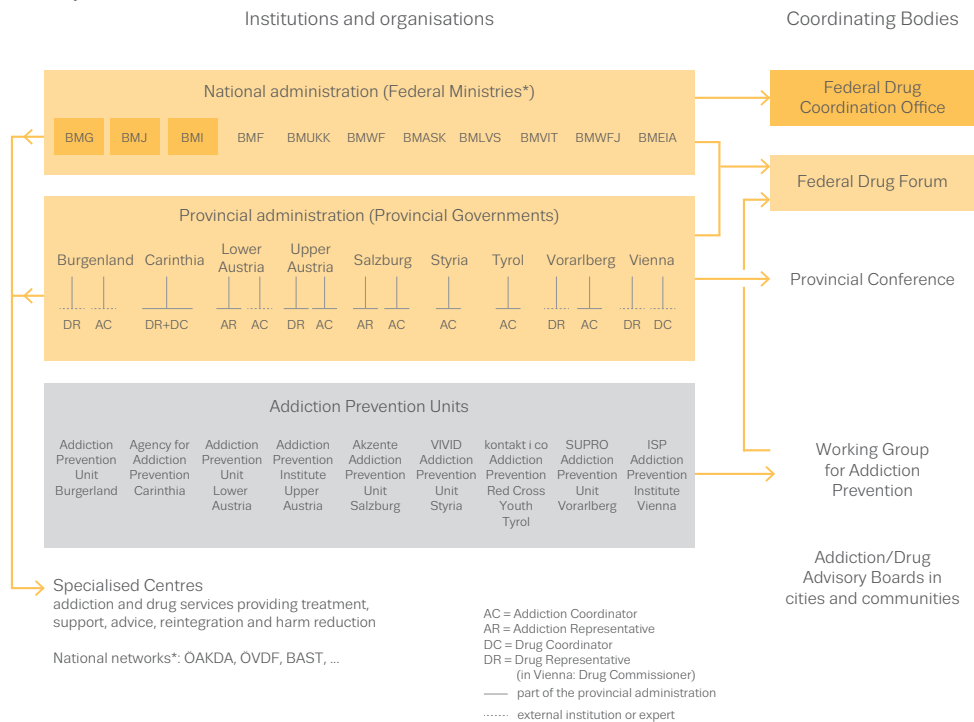 Institutions and organisations
Coordinating Bodies
National administration (Federal Ministries*)
BMG BMJ BMI BMF BMUKK BMWF BMASK BMLVS BMVIT BMWFJ BMEiA
Federal Drug
Coordination Office
Federal Drug Forum
Provincial administration (Provincial Governments)
Burgenland Carinthia Lower
Austria Upper
Austria Salzburg Styria Tyrol Vorarlberg Vienna
DR AC DR+DC AR AC DR AC AR AC AC AC DR AC DR DC
Provincial Conference
Addiction Prevention Units
Addiction
Prevention
Unit
Burgerland
Agency for
Addiction
Prevention
Carinthia
Addiction
Prevention
Unit
Lower
Austria
Addiction
Prevention
Institute
Upper
Austria
Akzente
Addiction
Prevention
Unit
Salzburg
VIVID
Addiction
Prevention
Unit
Styria
kontakt i co
Addiction
Prevention
Red Cross
Youth
Tyrol
SUPRO
Addiction
Prevention
Unit
Vorarlberg
ISP
Addiction
Prevention
Institute
Vienna
Working Group
for Addiction
Prevention
Addiction/Drug
Advisory Boards in
cities and communities
Specialised Centres
addiction and drug services providing treatment,
support, advice, reintegration and harm reduction
National networks*: ÖAKDA, ÖVDF, BAST, ...
AC = Addiction Coordinator
AR = Addiction Representative
DC = Drug Coordinator
DR = Drug Representative
(in Vienna: Drug Commissioner)
part of the provincial administration
external institution or expert